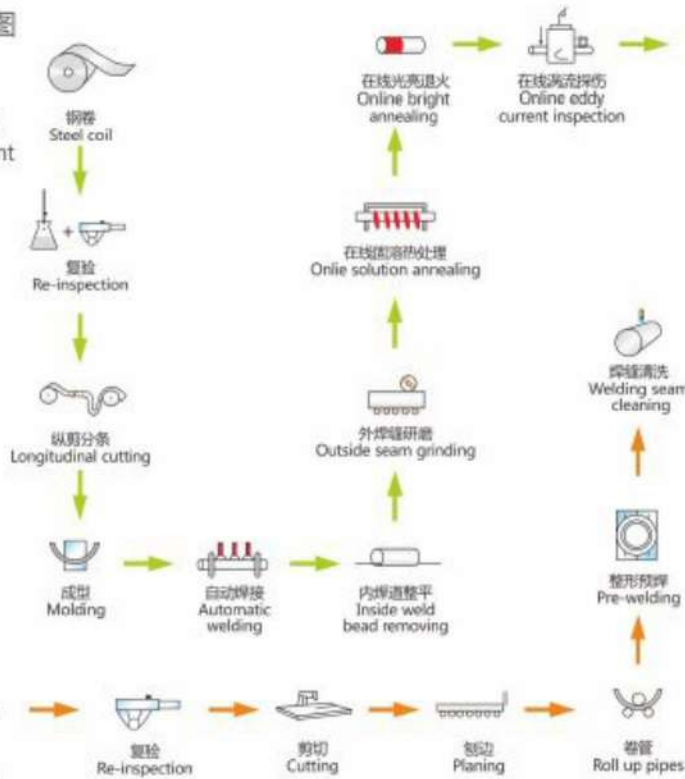 图
nt
钢卷
Steel coil
复验
Re-inspection
纵剪分条
Longitudinal cutting
成型
Molding
自动焊接
Automatic
welding
内焊道整平
Inside weld
bead removing
外焊缝研磨
Outside seam grinding
在线固溶热处理
Onlie solution annealing
在线光亮退火
Online bright
annealing
在线涡流探伤
Online eddy
current inspection
复验
Re-inspection
剪切
Cutting
刨边
Planing
卷管
Roll up pipes
整形预焊
Pre-welding
焊缝清洗
Welding seam
cleaning